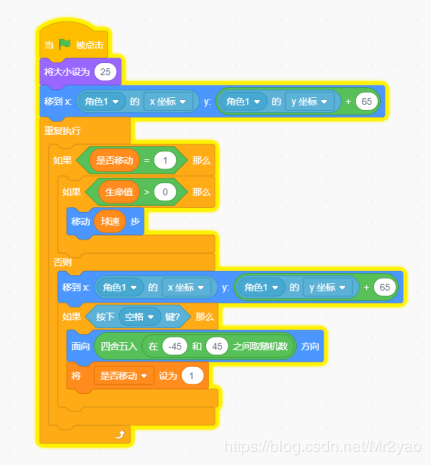 当 被点击
将大小设为 25
移到 x: 角色1 的 x 坐标 y: 角色1 的 y 坐标 + 65
重复执行
如果 是否移动 = 1 那么
如果 生命值 > 0 那么
移动 球速 步
否则
移到 x: 角色1 的 x 坐标 y: 角色1 的 y 坐标 + 65
如果 按下 空格 键? 那么
面向 四舍五入 在 -45 和 45 之间取随机数 方向
将 是否移动 设为 1
https://blog.csdn.net/Mr2yao